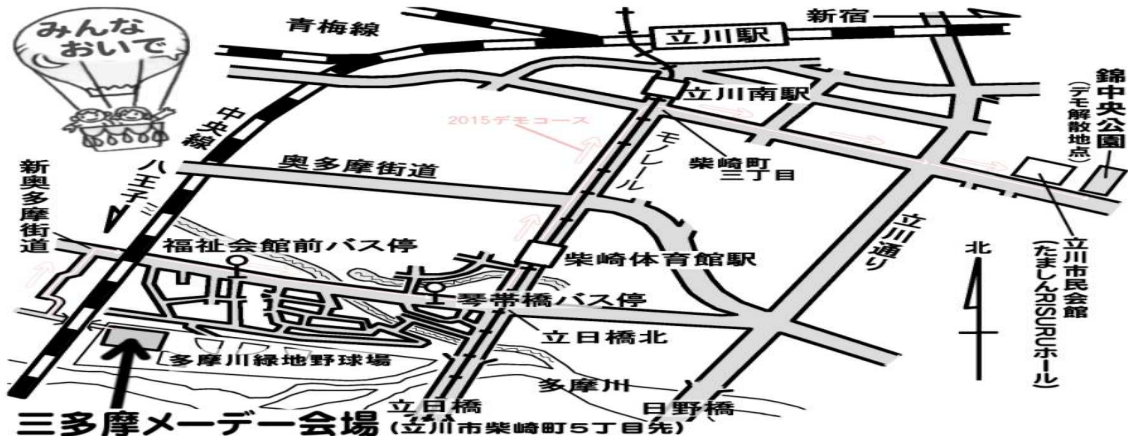 みんな
おいで
青梅線
新宿
立川駅
立川南駅
錦中央公園
(デモ解散地点)
中央線
2015デモコース
モノレール
柴崎町
三丁目
八王子
新奥多摩街道
奥多摩街道
立川通り
北
立川市民会館
(たましんRISURUホール)
福祉会館前バス停
柴崎体育館駅
琴帯橋バス停
立日橋北
多摩川緑地野球場
多摩川
立日橋
日野橋
三多摩メーデー会場 (立川市柴崎町5丁目先)